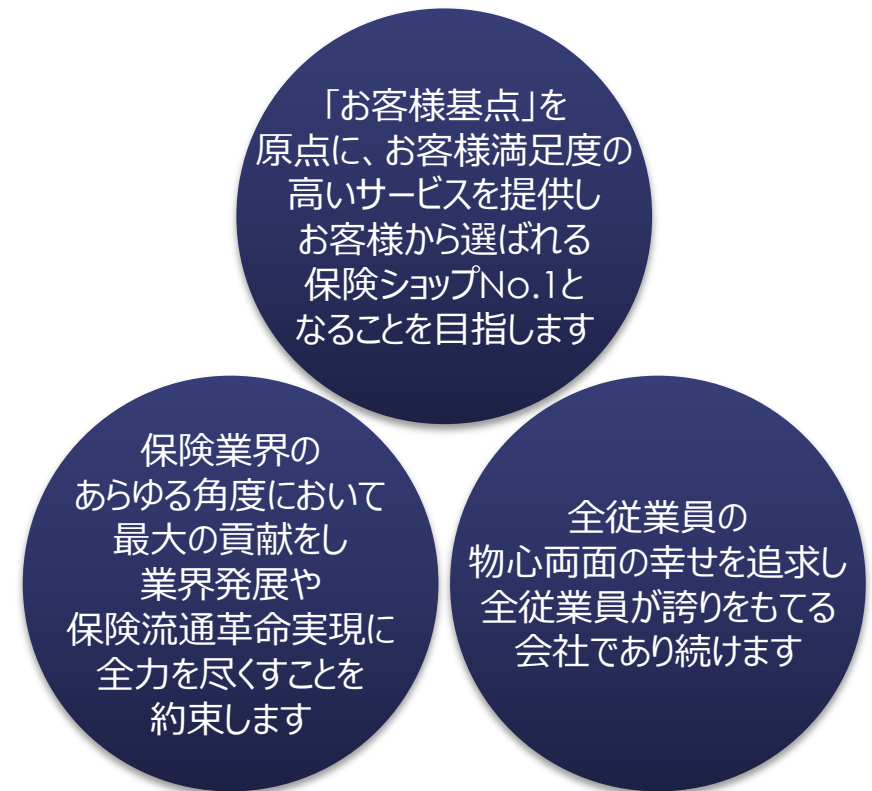 「お客様基点」を
原点に、お客様満足度の
高いサービスを提供し
お客様から選ばれる
保険ショップNo.1と
なることを目指します
保険業界の
あらゆる角度において
最大の貢献をし
業界発展や
保険流通革命実現に
全力を尽くすことを
約束します
全従業員の
物心両面の幸せを追求し
全従業員が誇りをもてる
会社であり続けます